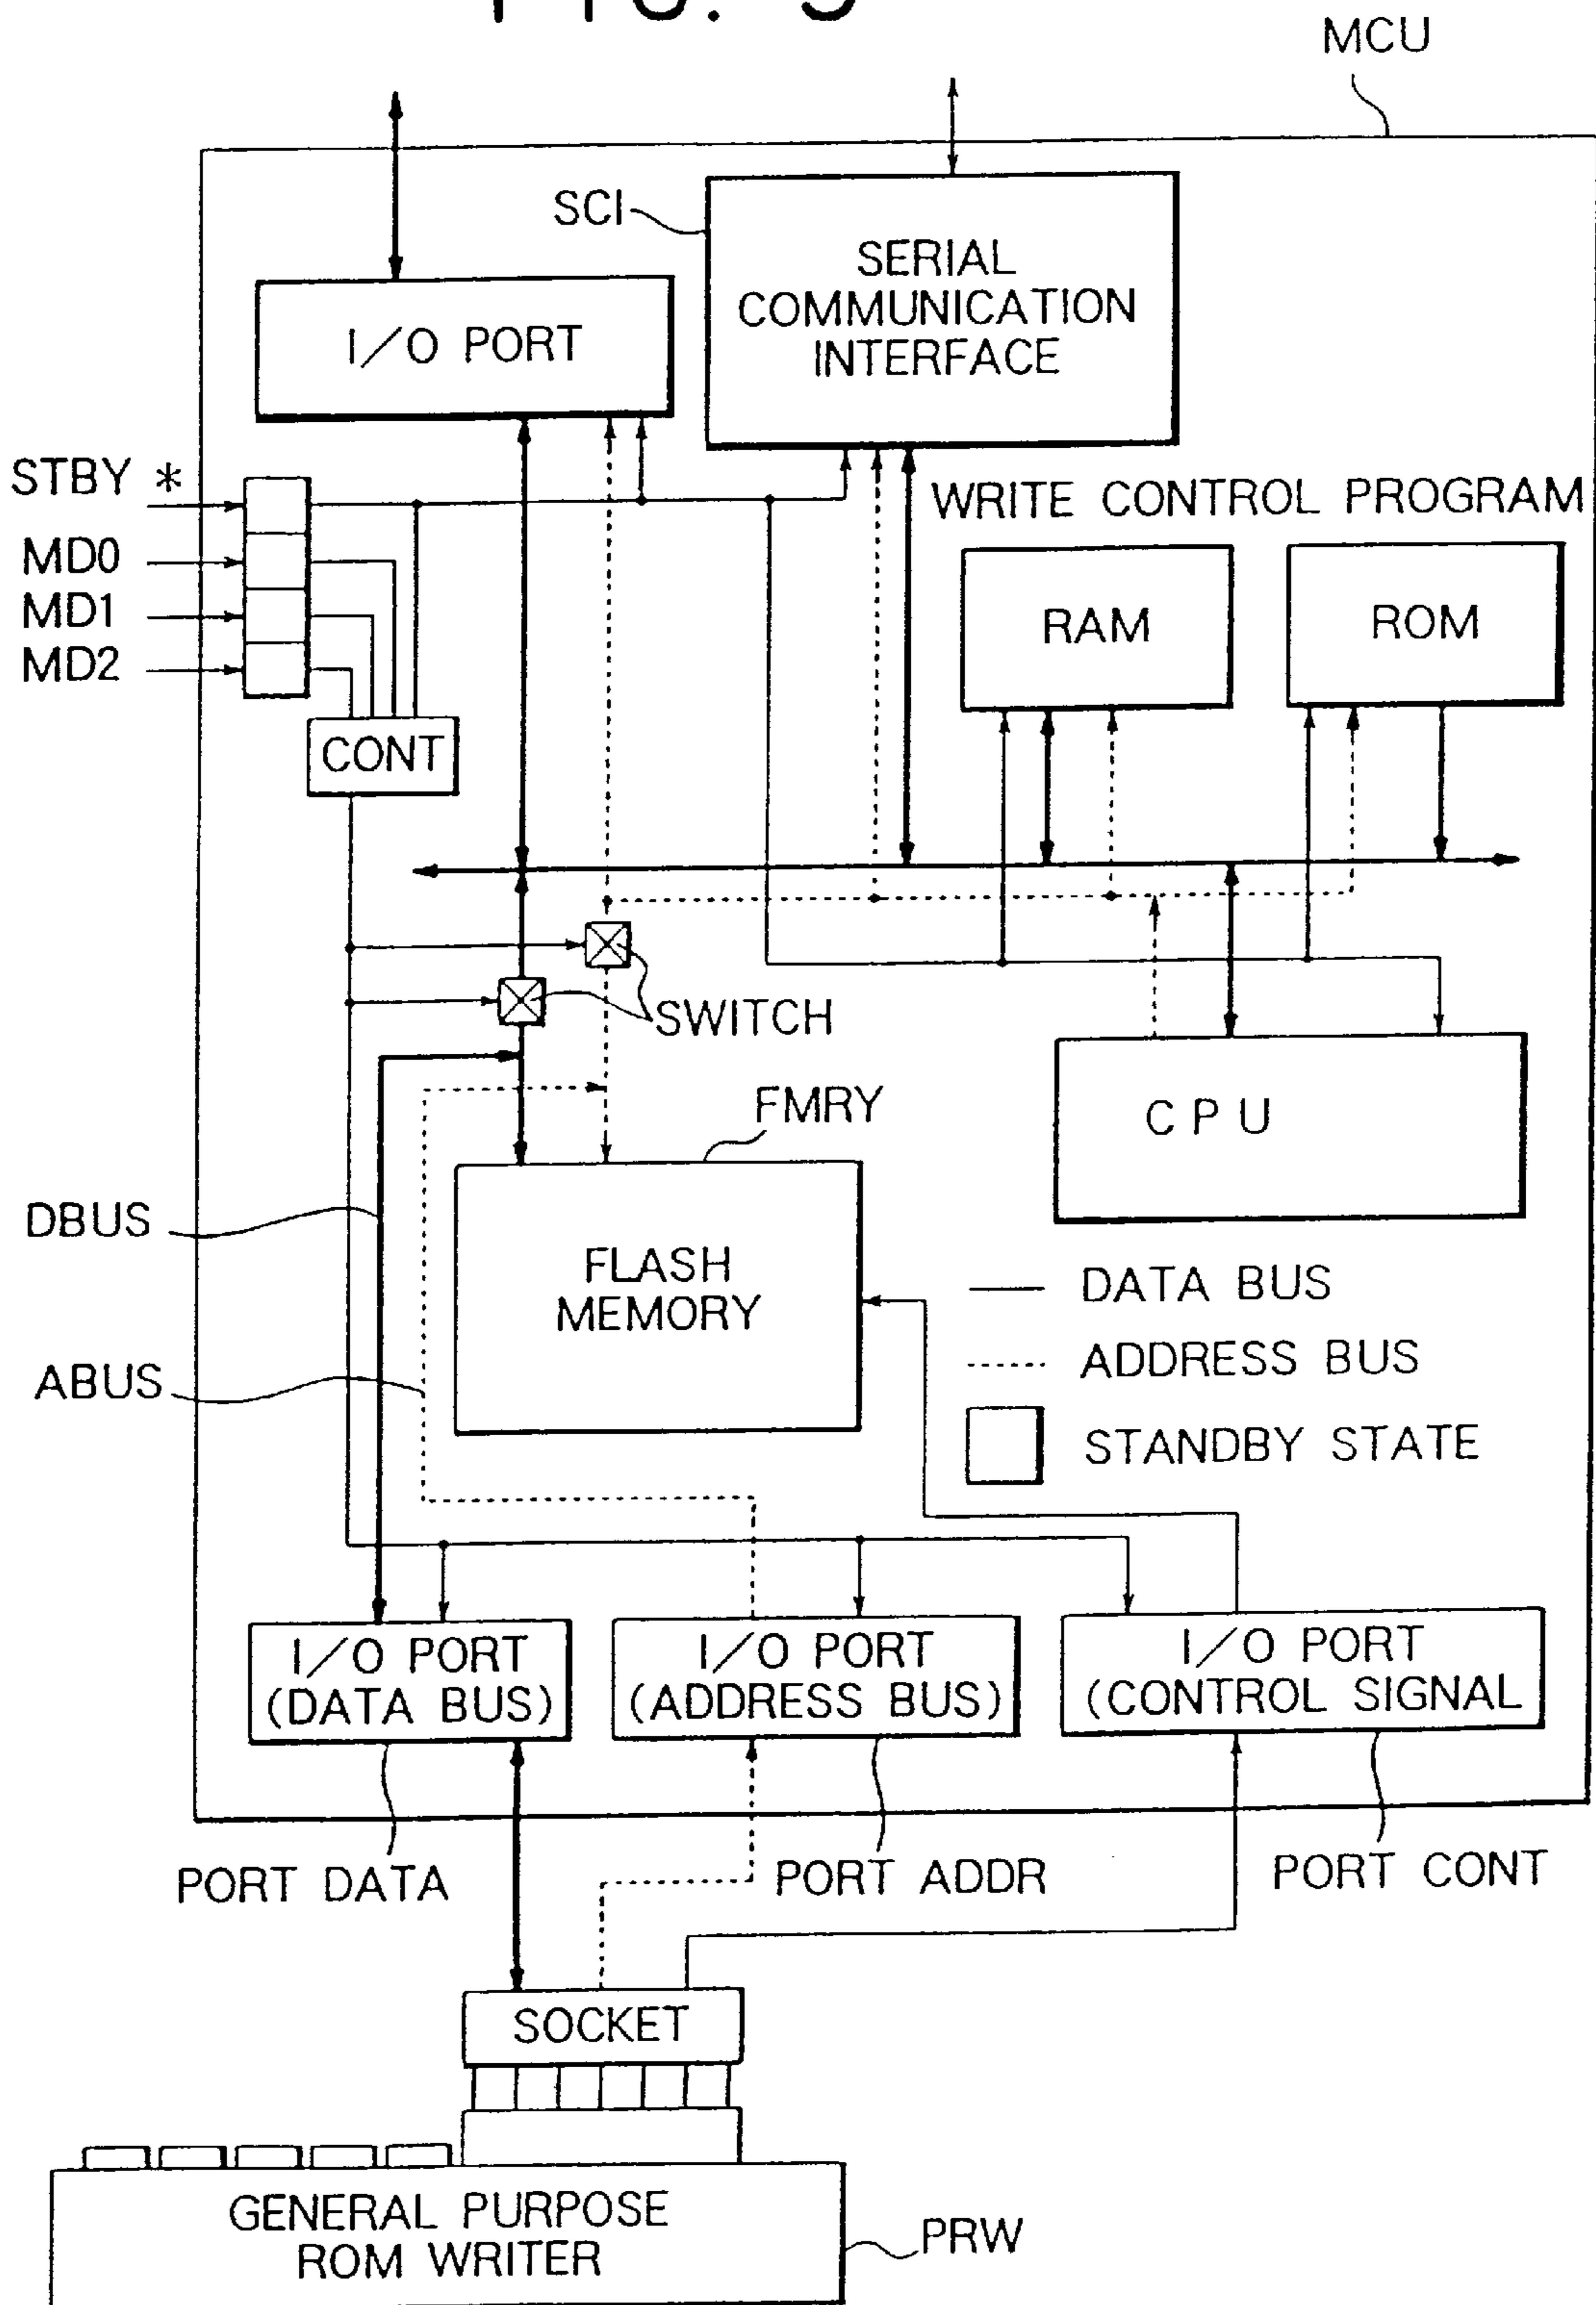 FIG. 5
MCU
SCI
SERIAL
COMMUNICATION
INTERFACE
I/O PORT
STBY *
MD0
MD1
MD2
WRITE CONTROL PROGRAM
RAM
ROM
CONT
SWITCH
CPU
FMRY
DBUS
FLASH
MEMORY
DATA BUS
ADDRESS BUS
ABUS
STANDBY STATE
I/O PORT
(DATA BUS)
I/O PORT
(ADDRESS BUS)
I/O PORT
(CONTROL SIGNAL
PORT DATA
PORT ADDR
PORT CONT
SOCKET
GENERAL PURPOSE
ROM WRITER
PRW